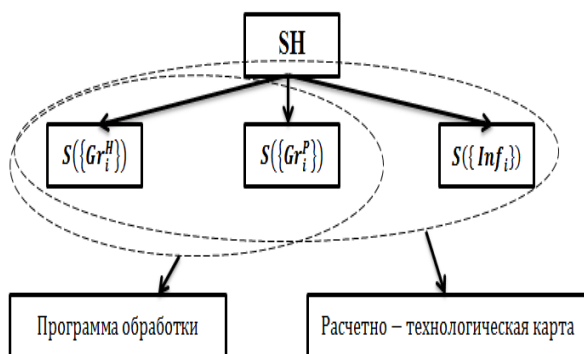 SH
S({Gr_i^H})
S({Gr_i^P})
S({ Inf_i})
Программа обработки
Расчетно – технологическая карта